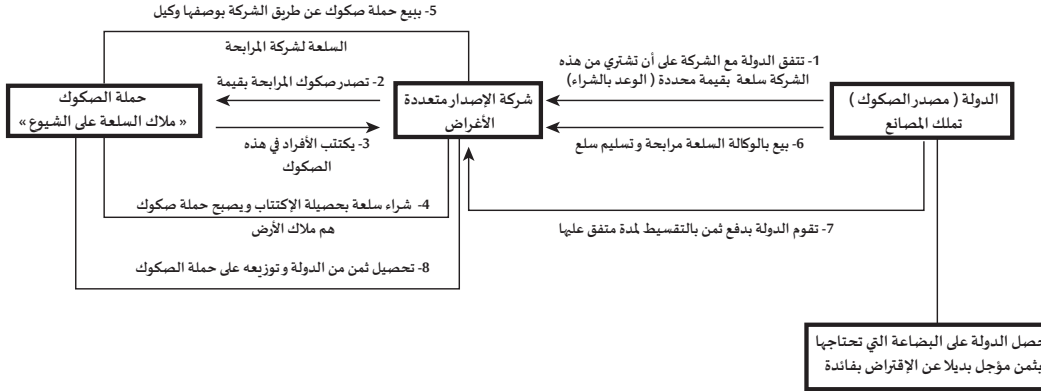 5- ببيع حملة صكوك عن طريق الشركة بوصفها وكيل
السلعة لشركة المرابحة
1- تتفق الدولة مع الشركة على أن تشتري من هذه
الشركة سلعة بقيمة محددة ( الوعد بالشراء)
2- تصدر صكوك المرابحة بقيمة
الدولة ( مصدر الصكوك )
تملك المصانع
شركة الإصدار متعددة
الأغراض
حملة الصكوك
« ملاك السلعة على الشيوع »
3- يكتتب الأفراد في هذه
الصكوك
6- بيع بالوكالة السلعة مرابحة وتسليم سلع
4- شراء سلعة بحصيلة الإكتتاب ويصبح حملة صكوك
هم ملاك الأرض
7- تقوم الدولة بدفع ثمن بالتقسيط لمدة متفق عليها
8- تحصيل ثمن من الدولة وتوزيعه على حملة الصكوك
حصل الدولة على البضاعة التي تحتاجها
بثمن مؤجل بديلا عن الإقتراض بفائدة